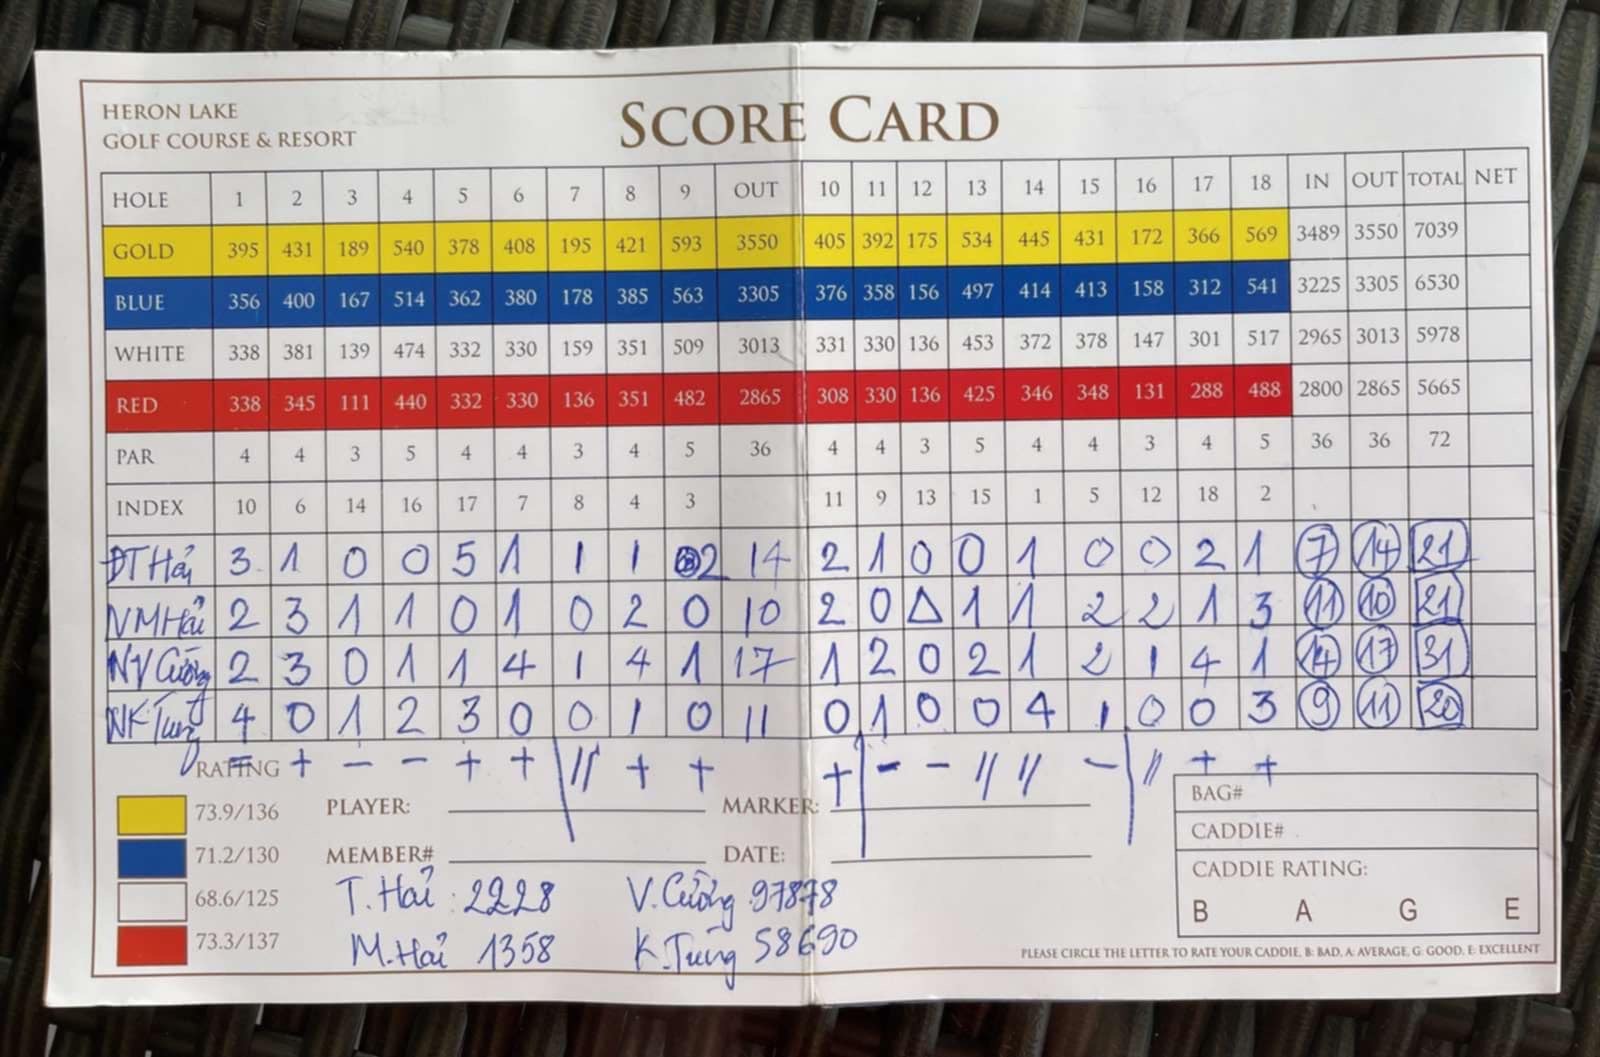 HERON LAKE
GOLF COURSE & RESORT
SCORE CARD
HOLE 1 2 3 4 5 6 7 8 9 OUT 10 11 12 13 14 15 16 17 18 IN OUT TOTAL NET
GOLD 395 431 189 540 378 408 195 421 593 3550 405 392 175 534 445 431 172 366 569 3489 3550 7039
BLUE 356 400 167 514 362 380 178 385 563 3305 376 358 156 497 414 413 158 312 541 3225 3305 6530
WHITE 338 381 139 474 332 330 159 351 509 3013 331 330 136 453 372 378 147 301 517 2965 3013 5978
RED 338 345 111 440 332 330 136 351 482 2865 308 330 136 425 346 348 131 288 488 2800 2865 5665
PAR 4 4 3 5 4 4 3 4 5 36 4 4 3 5 4 4 3 4 5 36 36 72
INDEX 10 6 14 16 17 7 8 4 3 11 9 13 15 1 5 12 18 2
ĐT Hải 3 1 0 0 5 1 1 1 2 14 2 1 0 0 1 0 0 2 1 7 14 21
NM Hải 2 3 1 1 0 1 0 2 0 10 2 0 Δ 1 1 2 2 1 3 11 10 21
NV Cường 2 3 0 1 1 4 1 4 1 17 1 2 0 2 1 2 1 4 1 14 17 31
NK Tùng 4 0 1 2 3 0 0 1 0 11 0 1 0 0 4 1 0 0 3 9 11 20
RATING + − − + + // + + + − − // // − // + +
73.9/136 PLAYER: MARKER: BAG#
CADDIE#
71.2/130 MEMBER# DATE: CADDIE RATING:
68.6/125 T. Hải : 2228 V. Cường 97878 B A G E
73.3/137 M. Hải 1358 K. Tùng 58690
PLEASE CIRCLE THE LETTER TO RATE YOUR CADDIE, B: BAD, A: AVERAGE, G: GOOD, E: EXCELLENT